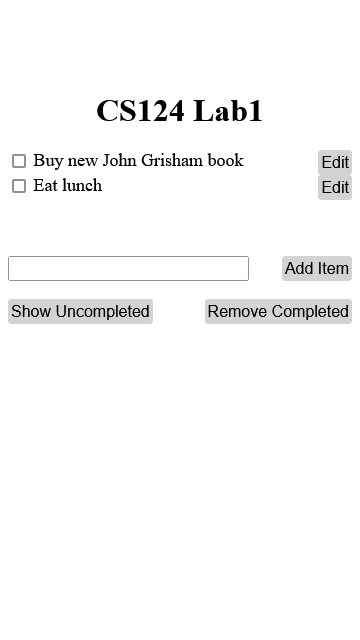 CS124 Lab1
Buy new John Grisham book Edit
Eat lunch Edit
Add Item
Show Uncompleted Remove Completed